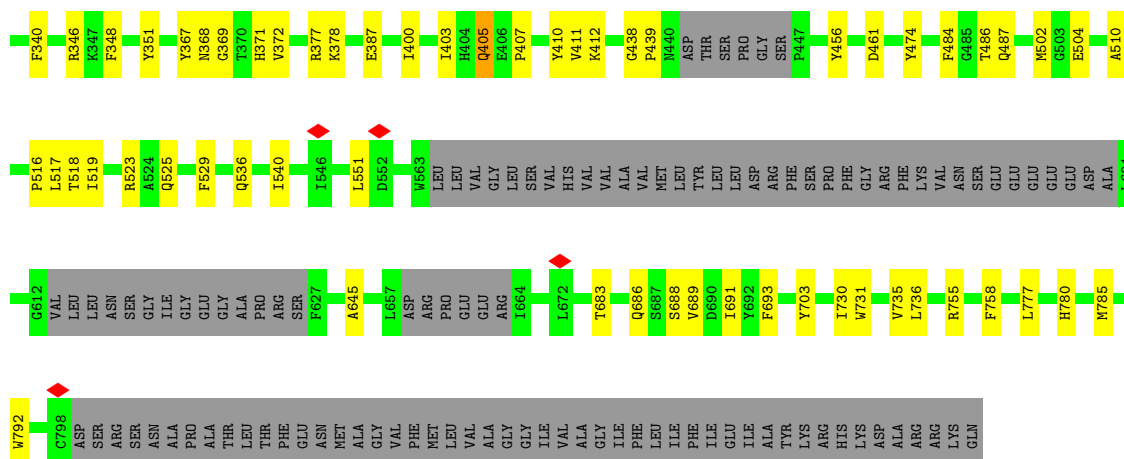 F340 R346 K347 F348 Y351 Y367 N368 G369 T370 H371 V372 R377 K378 E387 I400 I403 H404 Q405 E406 P407 Y410 V411 K412 G438 P439 N440 ASP THR SER PRO GLY SER P447 Y456 D461 Y474 F484 G485 T486 Q487 M502 G503 E504 A510
P516 L517 T518 I519 R523 A524 Q525 F529 Q536 I540 I546 L551 D552 W563 LEU LEU VAL GLY LEU SER VAL HIS VAL VAL ALA VAL MET LEU TYR LEU LEU ASP ARG PHE SER PRO PHE GLY ARG PHE LYS VAL ASN SER GLU GLU GLU GLU GLU ASP ALA
G612 VAL LEU LEU ASN SER GLY ILE GLY GLU GLY ALA PRO ARG SER F627 A645 L657 ASP ARG PRO GLU GLU ARG I664 L672 T683 Q686 S687 S688 V689 D690 I691 Y692 F693 Y703 I730 W731 V735 L736 R755 F758 L777 H780 M785
W792 C798 ASP SER ARG SER ASN ALA PRO ALA THR LEU THR PHE GLU ASN MET ALA GLY VAL PHE MET LEU VAL ALA GLY GLY ILE VAL ALA GLY ILE PHE LEU ILE PHE ILE GLU ILE ALA TYR LYS ARG HIS LYS ASP ALA ARG ARG LYS GLN